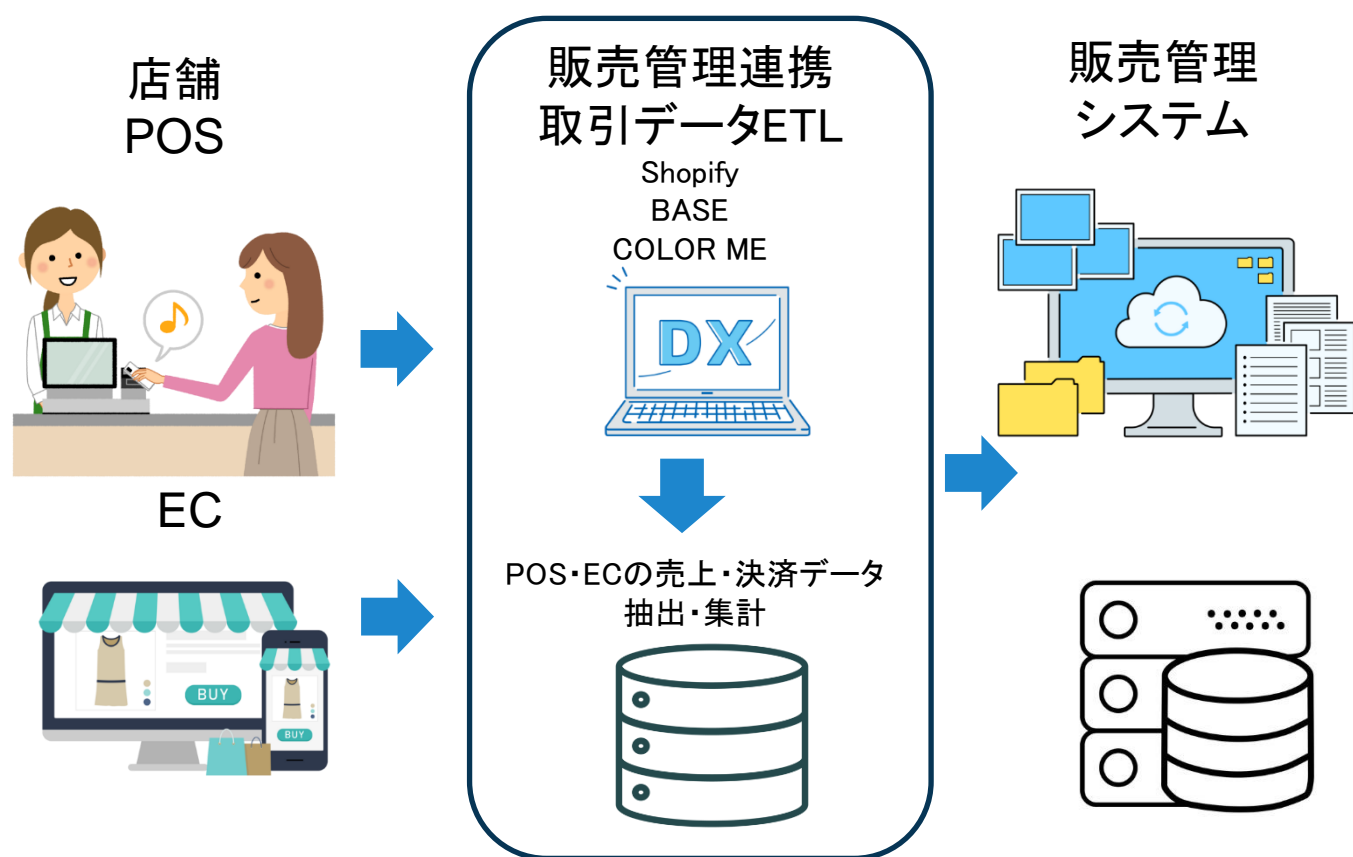 店舗
POS
EC
BUY
BUY
販売管理連携
取引データETL
Shopify
BASE
COLOR ME
DX
POS・ECの売上・決済データ
抽出・集計
販売管理
システム